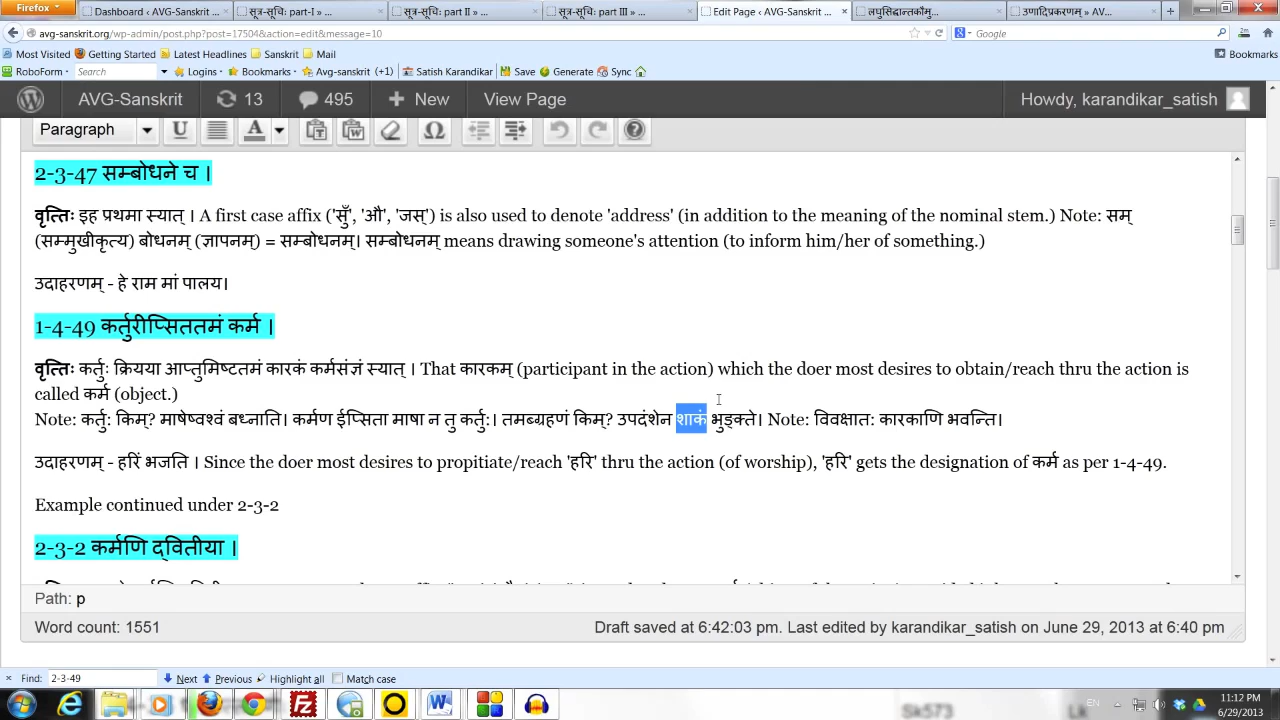 Firefox
Dashboard ‹ AVG-Sanskrit ...
सूत्र-सूचिः part-I » ...
सूत्र-सूचिः part II » ...
सूत्र-सूचिः part III » ...
Edit Page ‹ AVG-Sanskrit ...
लघुसिद्धान्तकौम्...
उणादिप्रकरणम् » AV...
avg-sanskrit.org/wp-admin/post.php?post=17504&action=edit&message=10
Google
Most Visited Getting Started Latest Headlines Sanskrit Mail Bookmarks
RoboForm Search Logins Bookmarks Avg-sanskrit (+1) Satish Karandikar Save Generate Sync
AVG-Sanskrit 13 495 New View Page Howdy, karandikar_satish
Paragraph
2-3-47 सम्बोधने च ।
वृत्तिः इह प्रथमा स्यात् । A first case affix ('सुँ', 'औ', 'जस्') is also used to denote 'address' (in addition to the meaning of the nominal stem.) Note: सम्
(सम्मुखीकृत्य) बोधनम् (ज्ञापनम्) = सम्बोधनम्। सम्बोधनम् means drawing someone's attention (to inform him/her of something.)
उदाहरणम् - हे राम मां पालय।
1-4-49 कर्तुरीप्सिततमं कर्म ।
वृत्तिः कर्तुः क्रियया आप्तुमिष्टतमं कारकं कर्मसंज्ञं स्यात् । That कारकम् (participant in the action) which the doer most desires to obtain/reach thru the action is
called कर्म (object.)
Note: कर्तु: किम्? माषेष्वश्वं बध्नाति। कर्मण ईप्सिता माषा न तु कर्तु:। तमब्ग्रहणं किम्? उपदंशेन शाकं भुङ्क्ते। Note: विवक्षात: कारकाणि भवन्ति।
उदाहरणम् - हरिं भजति । Since the doer most desires to propitiate/reach 'हरि' thru the action (of worship), 'हरि' gets the designation of कर्म as per 1-4-49.
Example continued under 2-3-2
2-3-2 कर्मणि द्वितीया ।
Path: p
Word count: 1551 Draft saved at 6:42:03 pm. Last edited by karandikar_satish on June 29, 2013 at 6:40 pm
Find: 2-3-49 Next Previous Highlight all Match case
EN 11:12 PM
6/29/2013